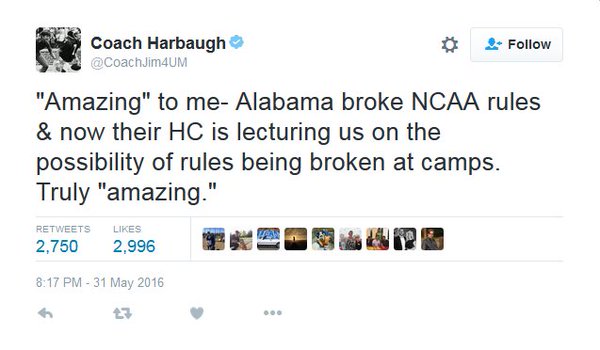 Coach Harbaugh
@CoachJim4UM
Follow
"Amazing" to me- Alabama broke NCAA rules
& now their HC is lecturing us on the
possibility of rules being broken at camps.
Truly "amazing."
RETWEETS LIKES
2,750 2,996
8:17 PM - 31 May 2016